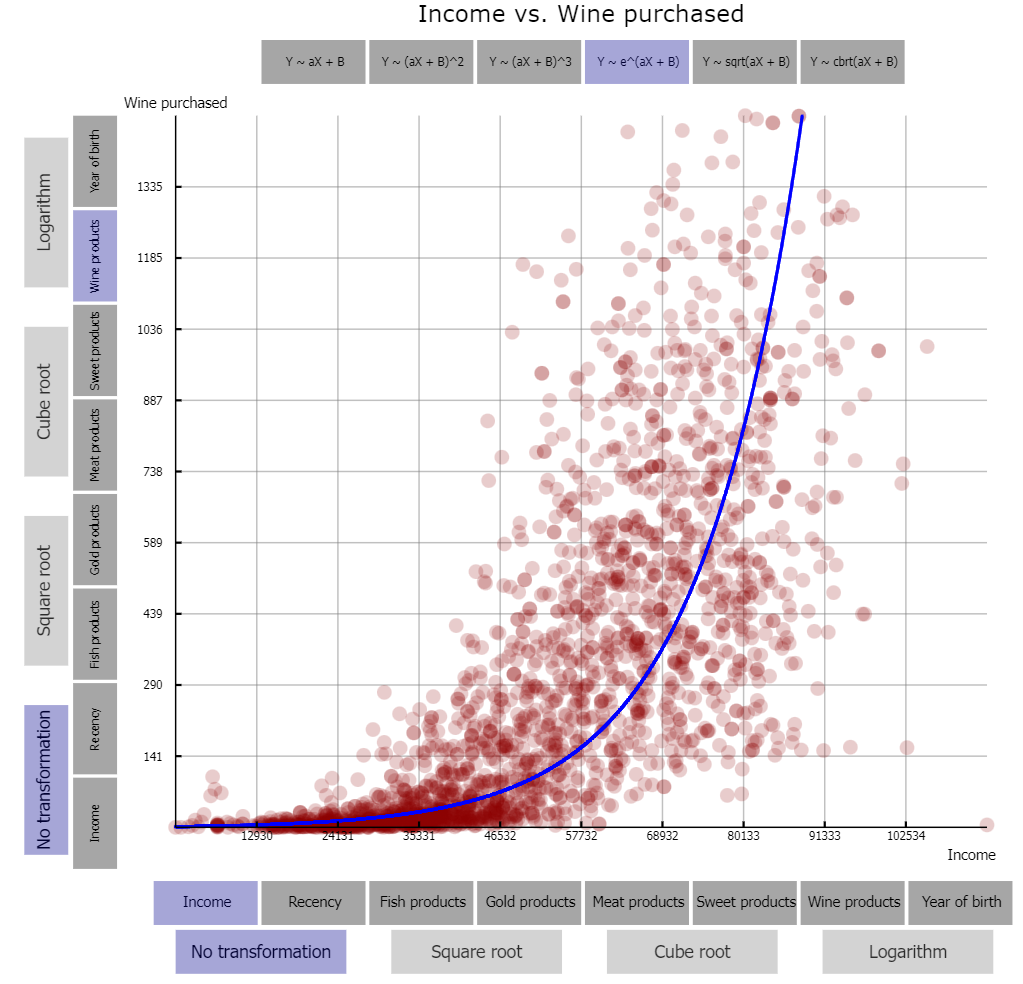 Income vs. Wine purchased
Y ~ aX + B
Y ~ (aX + B)^2
Y ~ (aX + B)^3
Y ~ e^(aX + B)
Y ~ sqrt(aX + B)
Y ~ cbrt(aX + B)
Wine purchased
Logarithm
Cube root
Square root
No transformation
Year of birth
Wine products
Sweet products
Meat products
Gold products
Fish products
Recency
Income
1335
1185
1036
887
738
589
439
290
141
12930
24131
35331
46532
57732
68932
80133
91333
102534
Income
Income
Recency
Fish products
Gold products
Meat products
Sweet products
Wine products
Year of birth
No transformation
Square root
Cube root
Logarithm